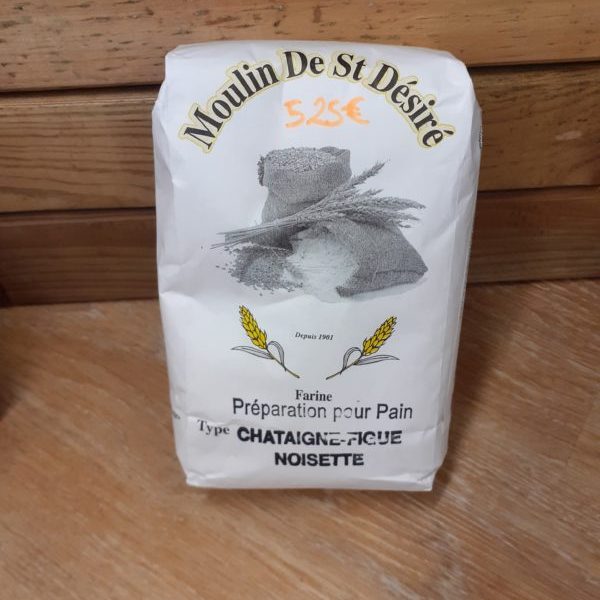 Moulin De St Désiré
5.25€
Depuis 1901
Farine
Préparation pour Pain
Type CHATAIGNE-FIGUE
NOISETTE